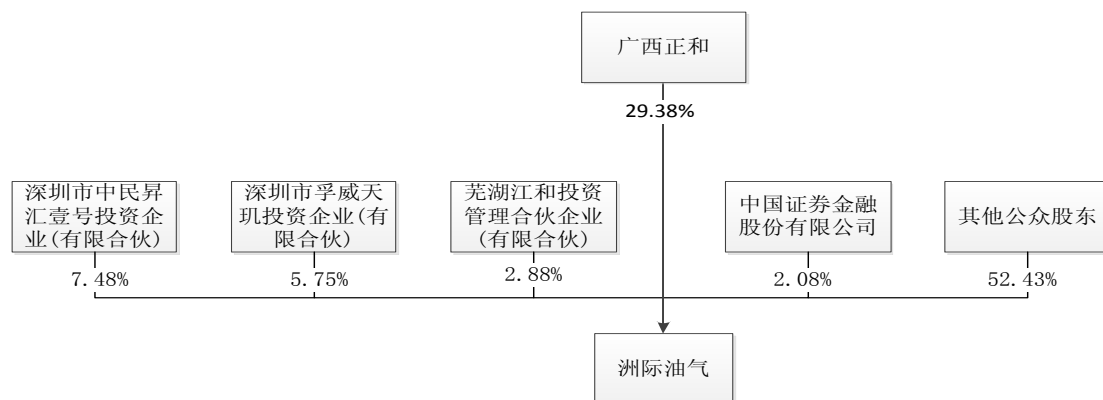 广西正和
29.38%
深圳市中民昇
汇壹号投资企
业(有限合伙)
深圳市孚威天
玑投资企业(有
限合伙)
芜湖江和投资
管理合伙企业
(有限合伙)
中国证券金融
股份有限公司
其他公众股东
7.48%
5.75%
2.88%
2.08%
52.43%
洲际油气